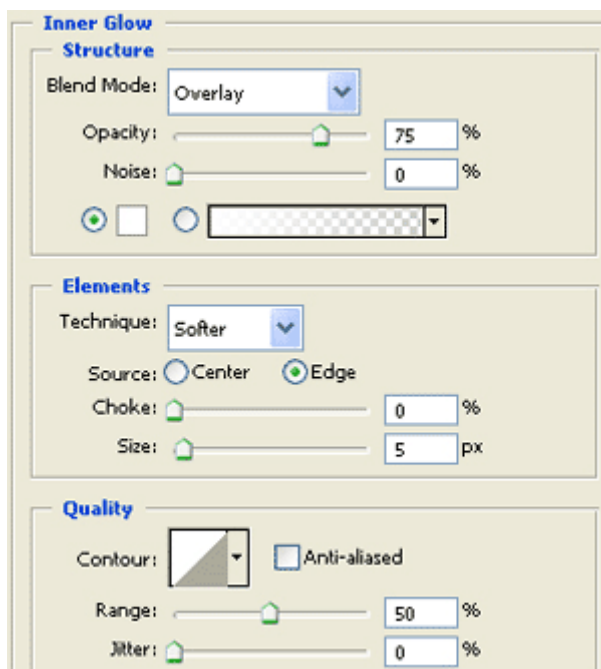 Inner Glow
Structure
Blend Mode: Overlay
Opacity: 75 %
Noise: 0 %
Elements
Technique: Softer
Source: Center Edge
Choke: 0 %
Size: 5 px
Quality
Contour: Anti-aliased
Range: 50 %
Jitter: 0 %